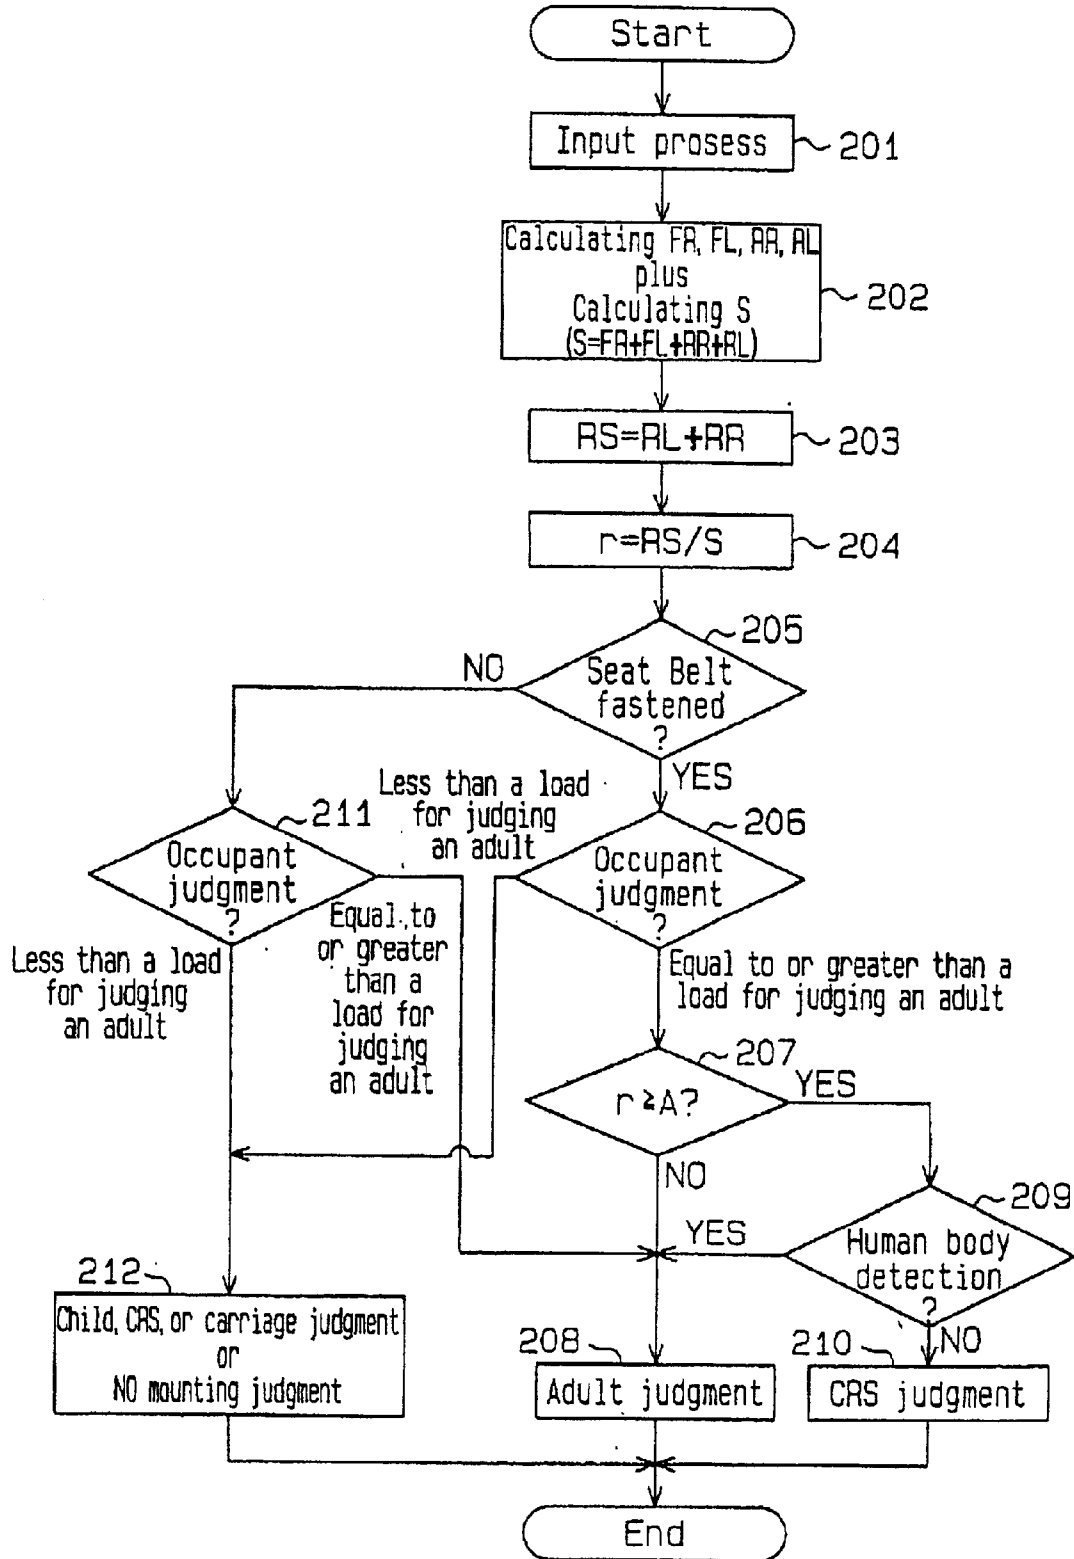 Start
Input prosess
201
Calculating FR, FL, RR, RL
plus
Calculating S
(S=FR+FL+RR+RL)
202
RS=RL+RR
203
r=RS/S
204
205
Seat Belt
fastened
?
NO
YES
Less than a load
for judging
an adult
211
Occupant
judgment
?
206
Occupant
judgment
?
Less than a load
for judging
an adult
Equal to
or greater
than a
load for
judging
an adult
Equal to or greater than a
load for judging an adult
207
r≧A?
YES
NO
209
Human body
detection
?
YES
NO
212
Child, CRS, or carriage judgment
or
NO mounting judgment
208
Adult judgment
210
CRS judgment
End